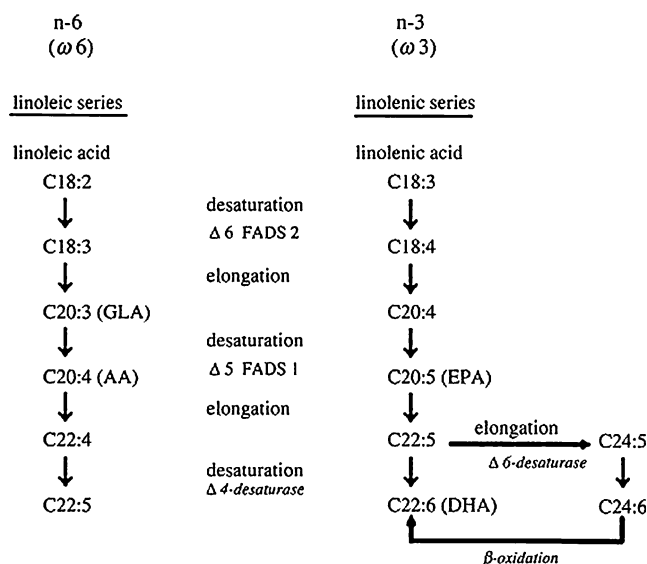 n-6
(ω6)
n-3
(ω3)
linoleic series
linolenic series
linoleic acid
linolenic acid
C18:2
C18:3
desaturation
Δ6 FADS 2
C18:3
C18:4
elongation
C20:3 (GLA)
C20:4
desaturation
Δ5 FADS 1
C20:4 (AA)
C20:5 (EPA)
elongation
C22:4
C22:5
elongation
Δ6-desaturase
C24:5
desaturation
Δ4-desaturase
C22:5
C22:6 (DHA)
C24:6
β-oxidation